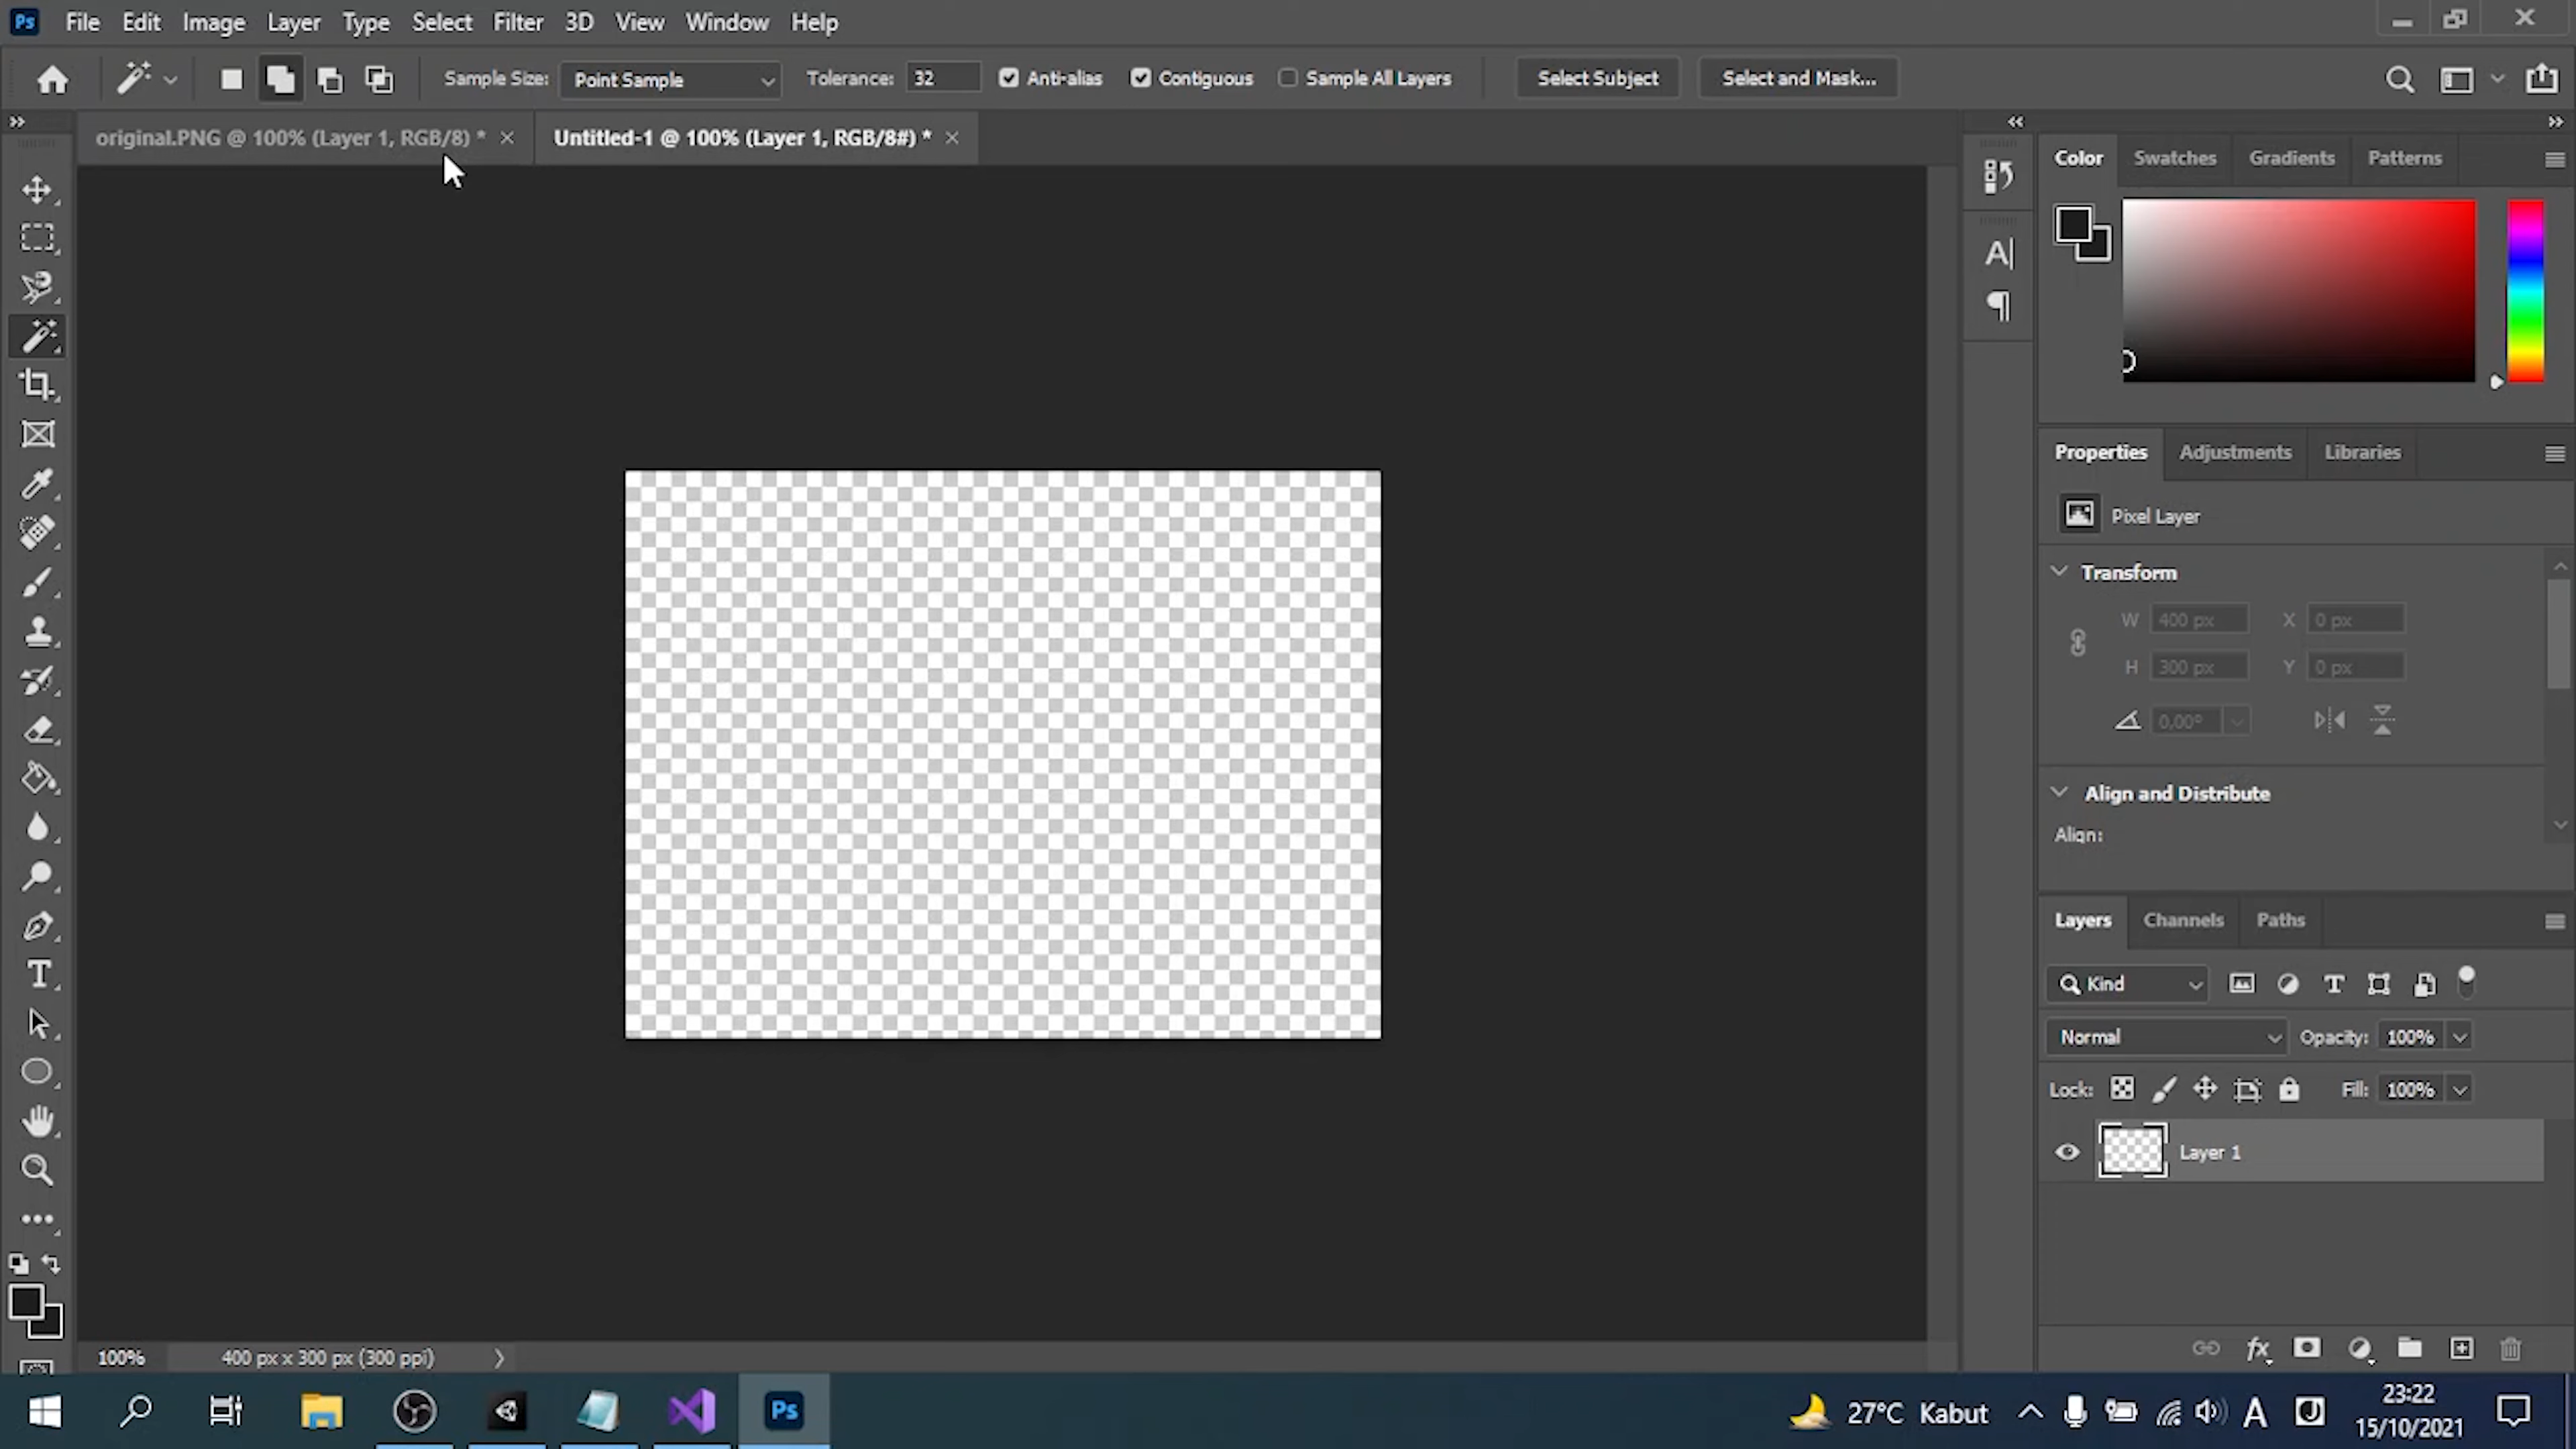 Ps File Edit Image Layer Type Select Filter 3D View Window Help
Sample Size: Point Sample Tolerance: 32 Anti-alias Contiguous Sample All Layers Select Subject Select and Mask...
original.PNG @ 100% (Layer 1, RGB/8) * Untitled-1 @ 100% (Layer 1, RGB/8#) *
Color Swatches Gradients Patterns
Properties Adjustments Libraries
Pixel Layer
Transform
W 400 px X 0 px
H 300 px Y 0 px
0,00°
Align and Distribute
Align:
Layers Channels Paths
Kind
Normal Opacity: 100%
Lock: Fill: 100%
Layer 1
fx
100% 400 px x 300 px (300 ppi)
Ps
27°C Kabut
A
J
23:22
15/10/2021